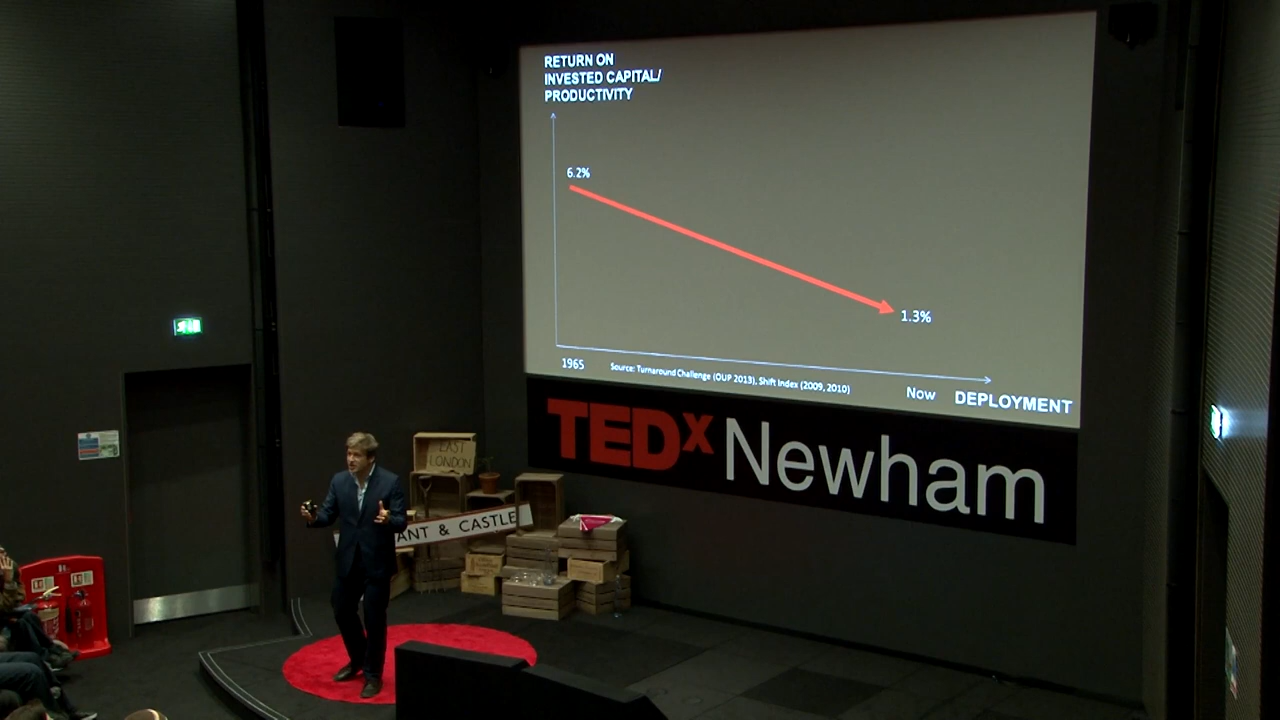 RETURN ON
INVESTED CAPITAL/
PRODUCTIVITY
6.2%
1.3%
1965
Source: Turnaround Challenge (OUP 2013), Shift Index (2009, 2010)
Now
DEPLOYMENT
TEDx Newham
EAST
LONDON
ANT & CASTLE